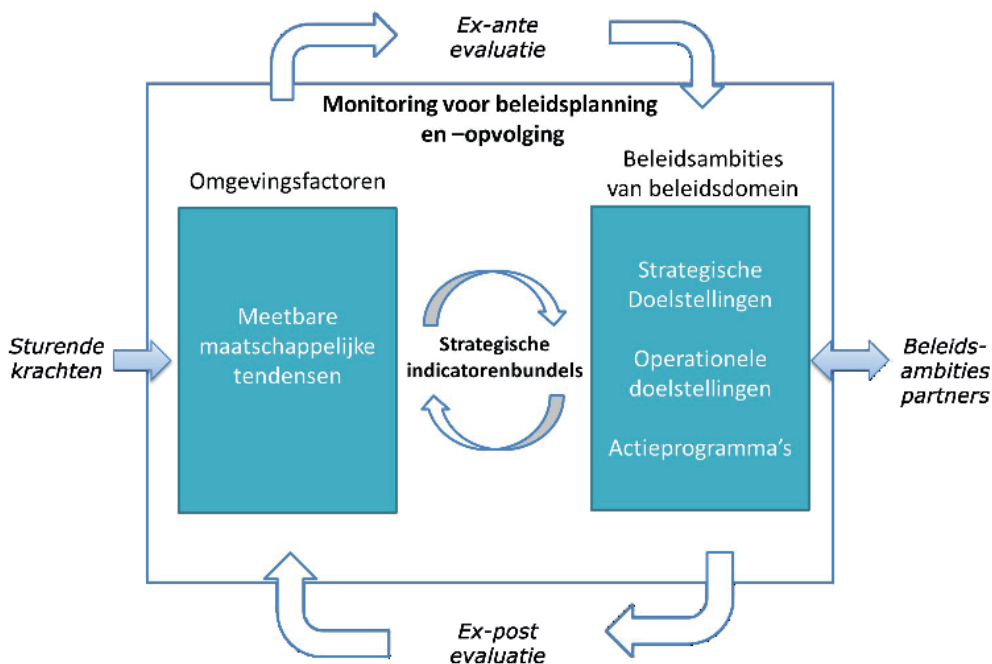 Ex-ante
evaluatie
Monitoring voor beleidsplanning
en –opvolging
Omgevingsfactoren
Beleidsambities
van beleidsdomein
Meetbare
maatschappelijke
tendensen
Strategische
indicatorenbundels
Strategische
Doelstellingen
Operationele
doelstellingen
Actieprogramma's
Sturende
krachten
Beleids-
ambities
partners
Ex-post
evaluatie